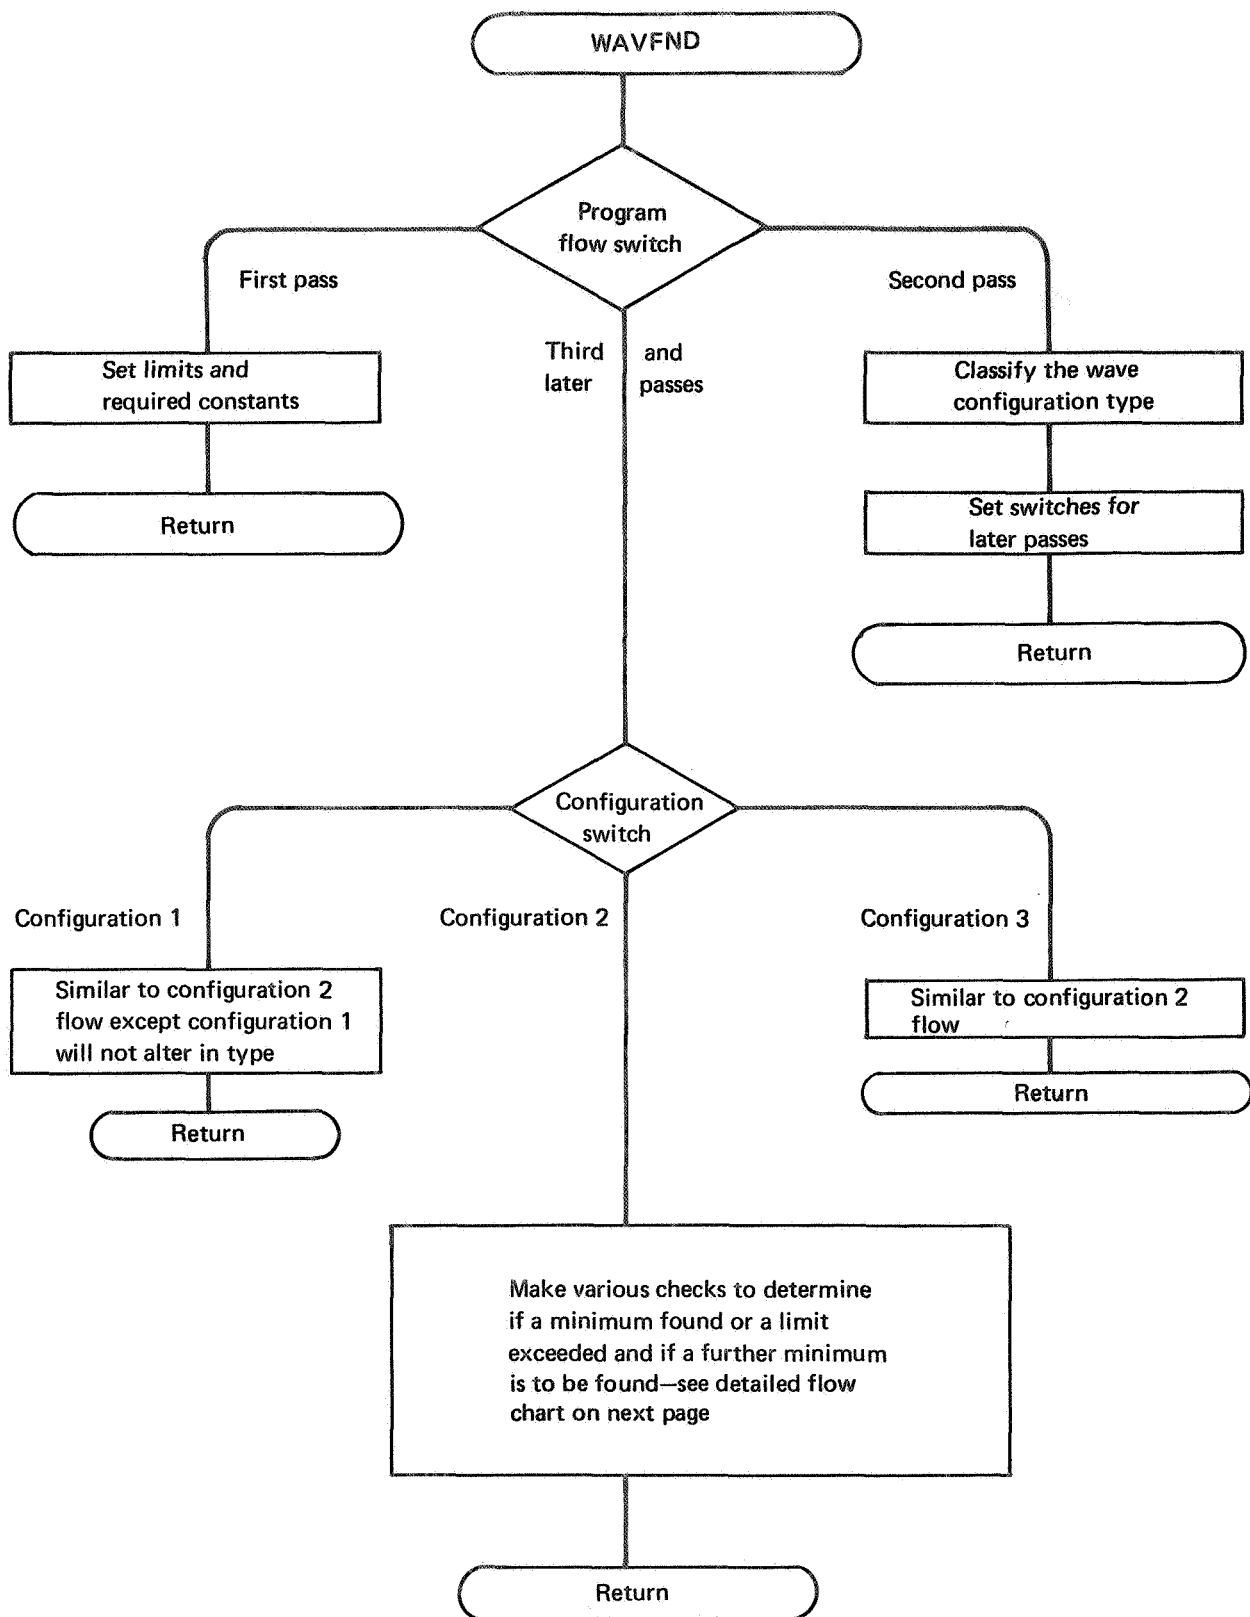 WAVFND
Program
flow switch
First pass
Second pass
Third and
later passes
Set limits and
required constants
Return
Classify the wave
configuration type
Set switches for
later passes
Return
Configuration
switch
Configuration 1
Configuration 2
Configuration 3
Similar to configuration 2
flow except configuration 1
will not alter in type
Return
Similar to configuration 2
flow
Return
Make various checks to determine
if a minimum found or a limit
exceeded and if a further minimum
is to be found—see detailed flow
chart on next page
Return